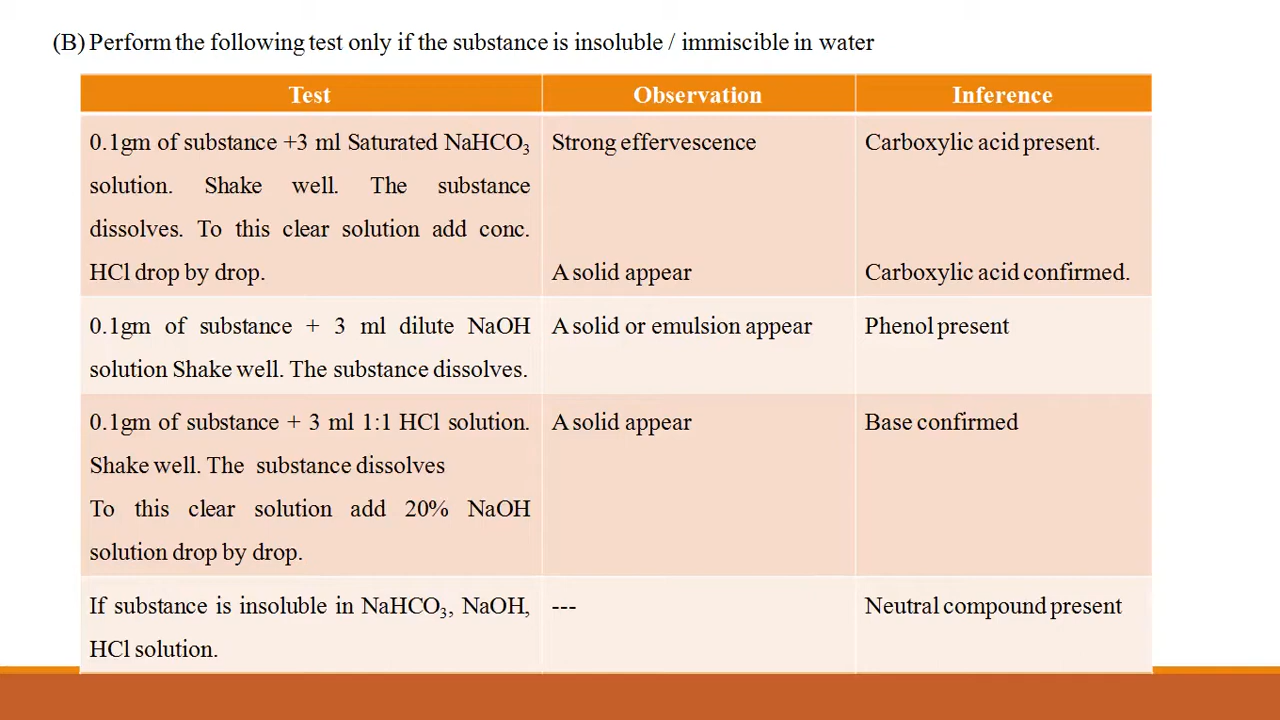 (B) Perform the following test only if the substance is insoluble / immiscible in water
Test Observation Inference
0.1gm of substance +3 ml Saturated NaHCO₃ Strong effervescence Carboxylic acid present.
solution. Shake well. The substance
dissolves. To this clear solution add conc.
HCl drop by drop. A solid appear Carboxylic acid confirmed.
0.1gm of substance + 3 ml dilute NaOH A solid or emulsion appear Phenol present
solution Shake well. The substance dissolves.
0.1gm of substance + 3 ml 1:1 HCl solution. A solid appear Base confirmed
Shake well. The substance dissolves
To this clear solution add 20% NaOH
solution drop by drop.
If substance is insoluble in NaHCO₃, NaOH, --- Neutral compound present
HCl solution.